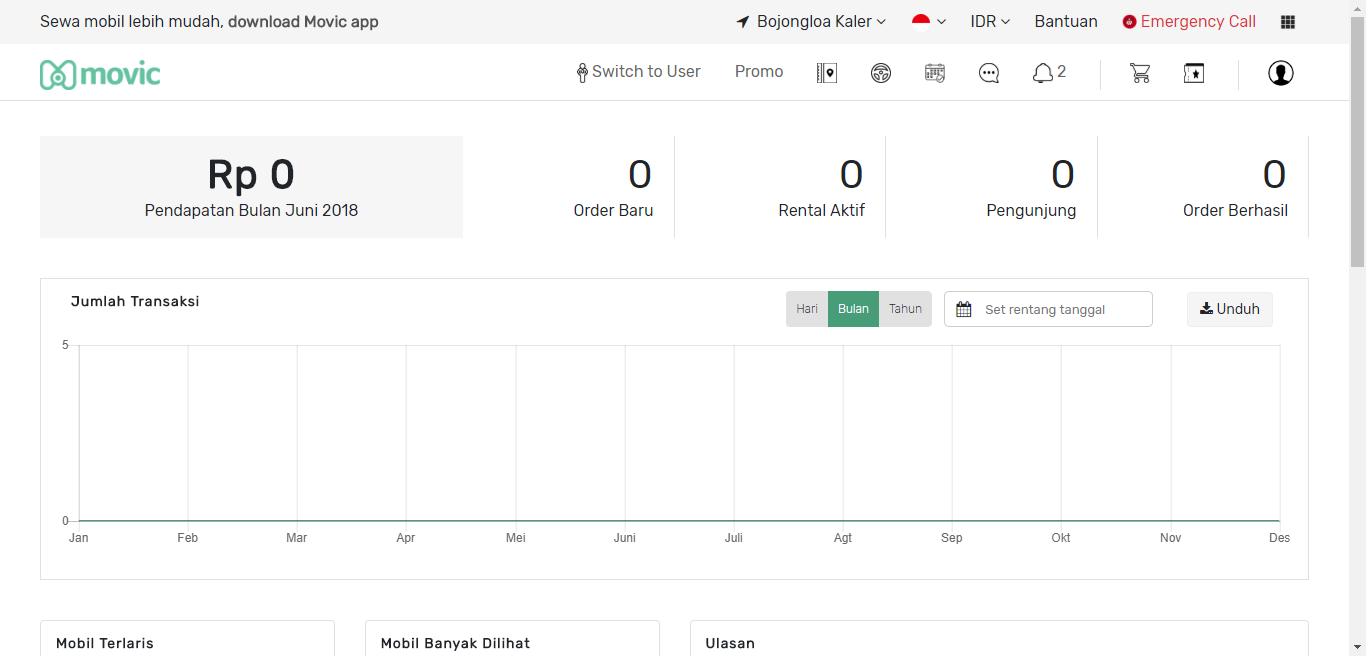 Sewa mobil lebih mudah, download Movic app
Bojongloa Kaler
IDR
Bantuan
Emergency Call
movic
Switch to User
Promo
2
Rp 0
Pendapatan Bulan Juni 2018
0
Order Baru
0
Rental Aktif
0
Pengunjung
0
Order Berhasil
Jumlah Transaksi
Hari
Bulan
Tahun
Set rentang tanggal
Unduh
5
0
Jan
Feb
Mar
Apr
Mei
Juni
Juli
Agt
Sep
Okt
Nov
Des
Mobil Terlaris
Mobil Banyak Dilihat
Ulasan